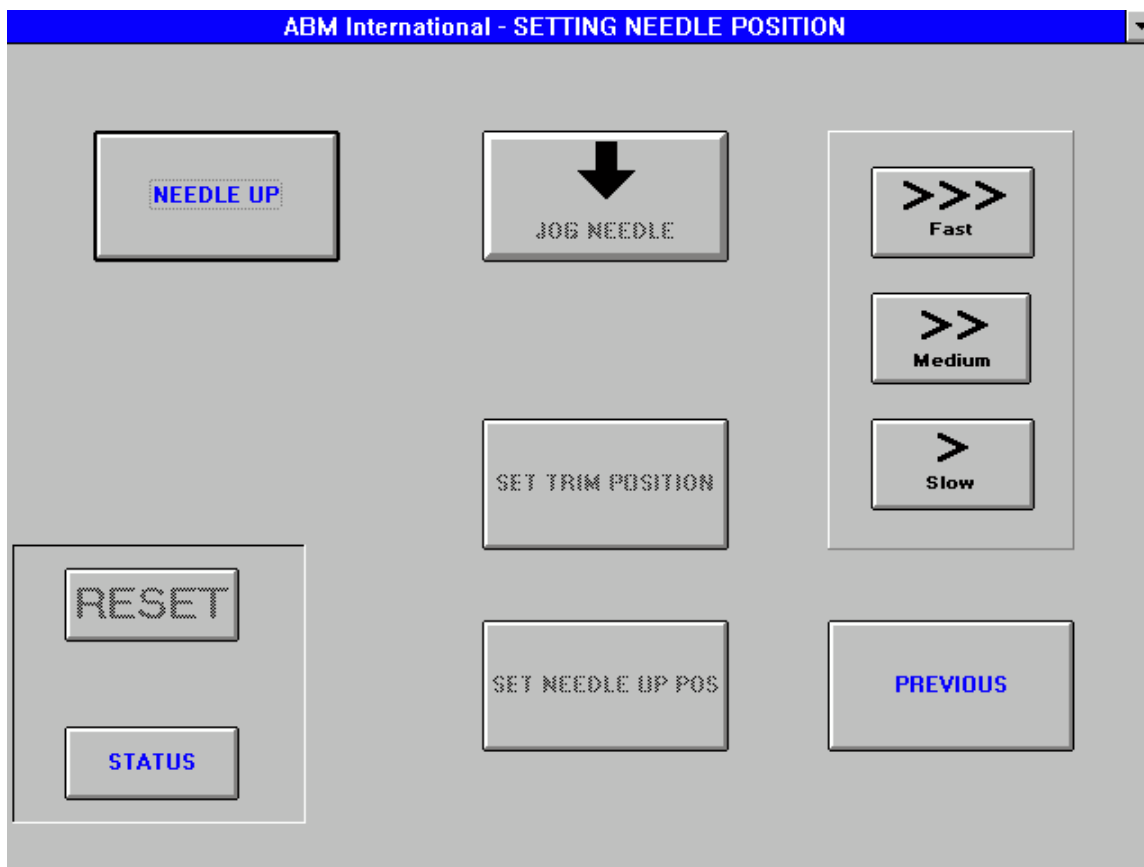 ABM International - SETTING NEEDLE POSITION
NEEDLE UP
JOG NEEDLE
>>>
Fast
>>
Medium
>
Slow
SET TRIM POSITION
RESET
SET NEEDLE UP POS
PREVIOUS
STATUS